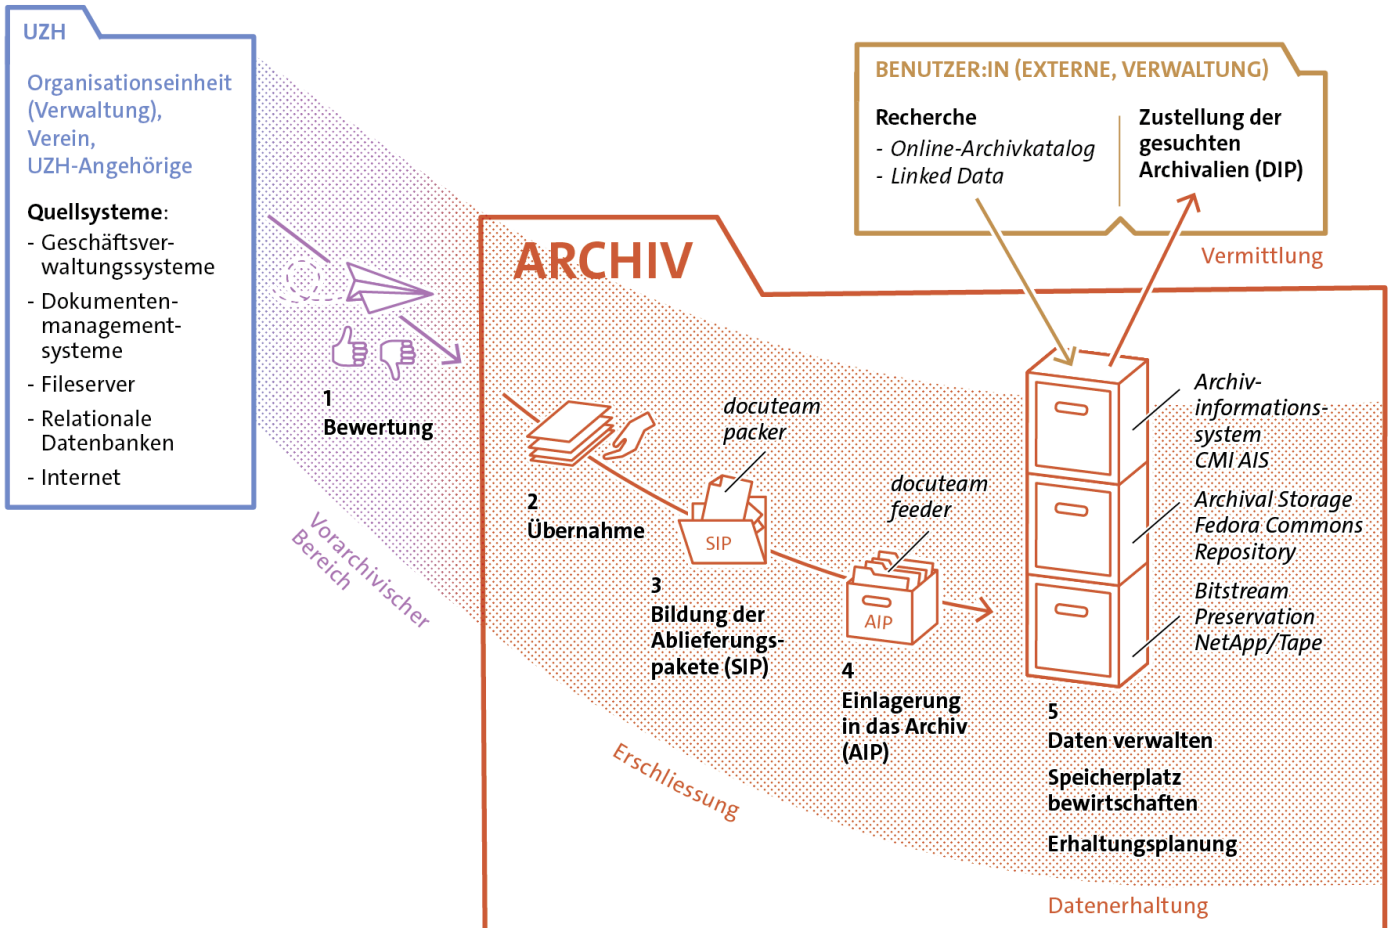 UZH
Organisationseinheit
(Verwaltung),
Verein,
UZH-Angehörige
Quellsysteme:
- Geschäftsver-
waltungssysteme
- Dokumenten-
management-
systeme
- Fileserver
- Relationale
Datenbanken
- Internet
1
Bewertung
Vorarchivischer
Bereich
ARCHIV
2
Übernahme
docuteam
packer
SIP
3
Bildung der
Ablieferungs-
pakete (SIP)
docuteam
feeder
AIP
4
Einlagerung
in das Archiv
(AIP)
Erschliessung
BENUTZER:IN (EXTERNE, VERWALTUNG)
Recherche
- Online-Archivkatalog
- Linked Data
Zustellung der
gesuchten
Archivalien (DIP)
Vermittlung
Archiv-
informations-
system
CMI AIS
Archival Storage
Fedora Commons
Repository
Bitstream
Preservation
NetApp/Tape
5
Daten verwalten
Speicherplatz
bewirtschaften
Erhaltungsplanung
Datenerhaltung